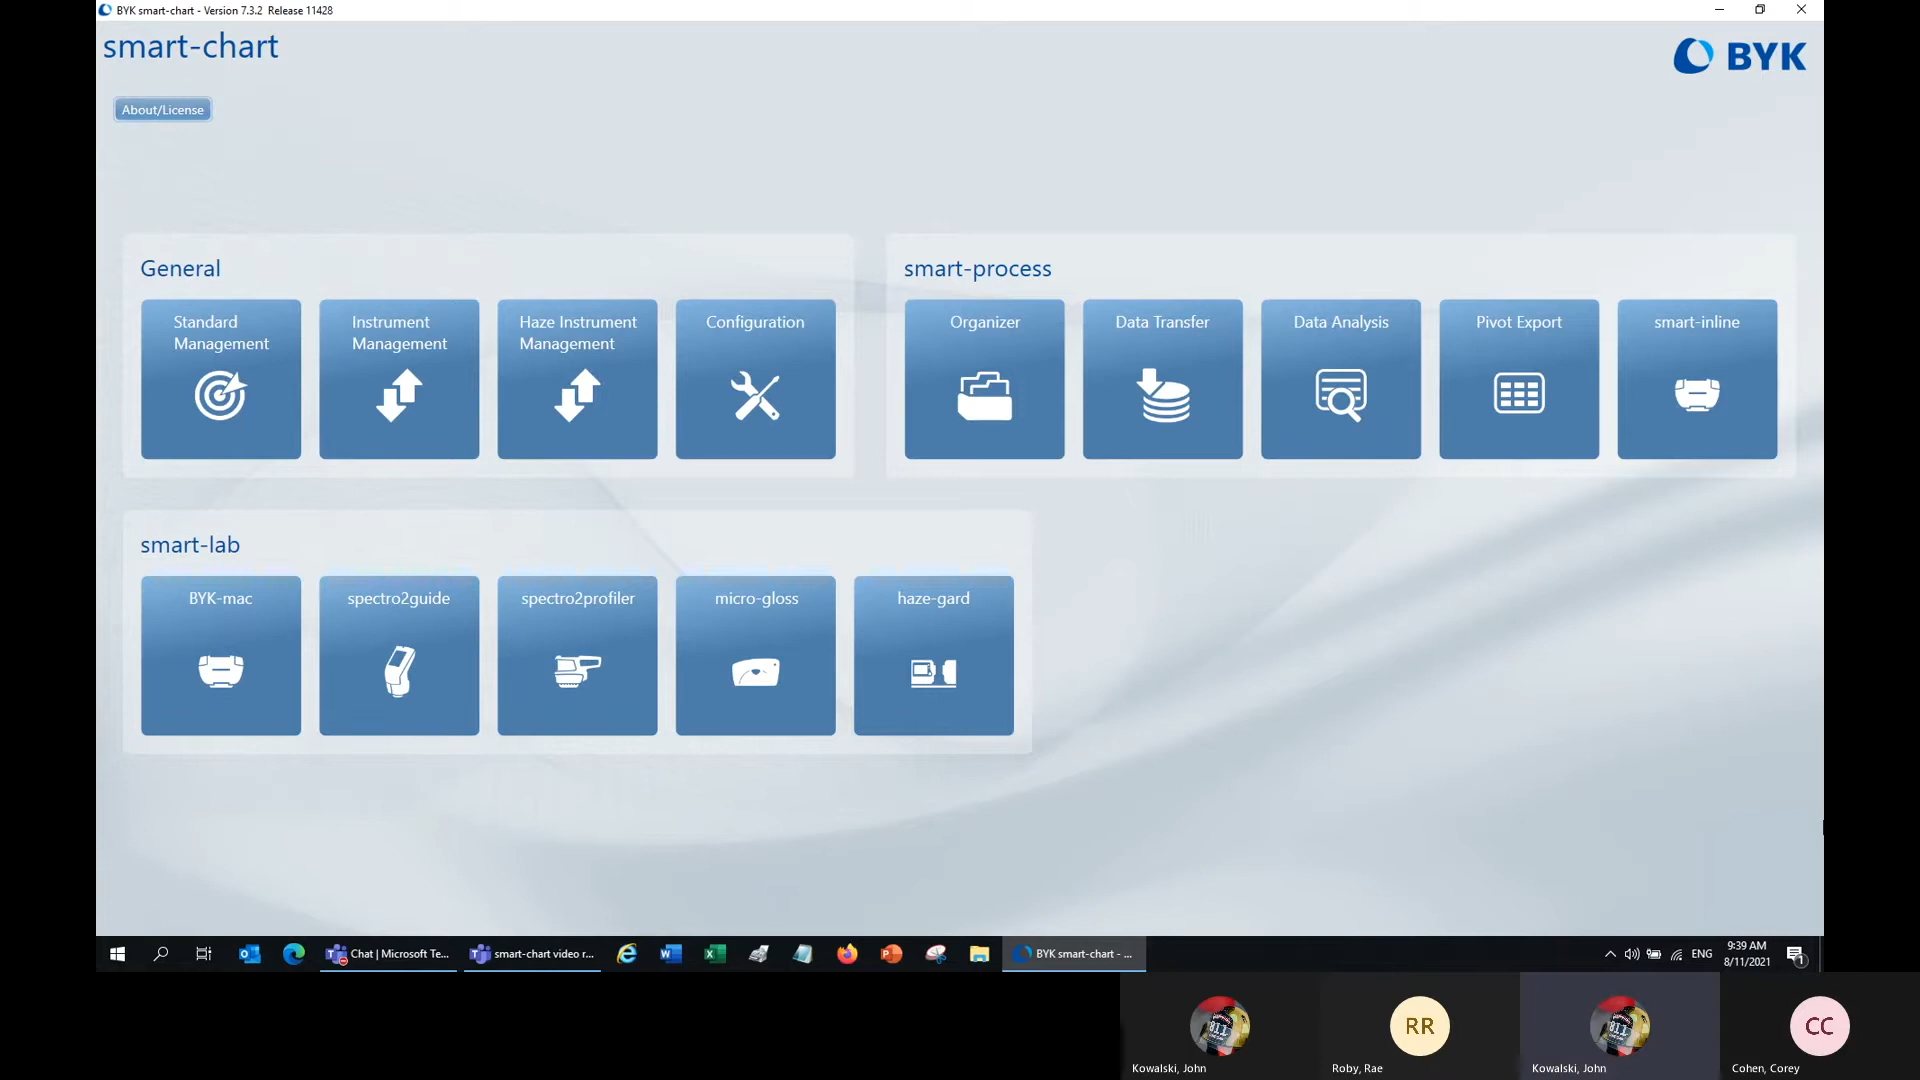 BYK smart-chart - Version 7.3.2 Release 11428
smart-chart
BYK
About/License
General
Standard
Management
Instrument
Management
Haze Instrument
Management
Configuration
smart-process
Organizer
Data Transfer
Data Analysis
Pivot Export
smart-inline
smart-lab
BYK-mac
spectro2guide
spectro2profiler
micro-gloss
haze-gard
Chat | Microsoft Te...
smart-chart video r...
BYK smart-chart - ...
ENG
9:39 AM
8/11/2021
1
Kowalski, John
RR
Roby, Rae
Kowalski, John
CC
Cohen, Corey